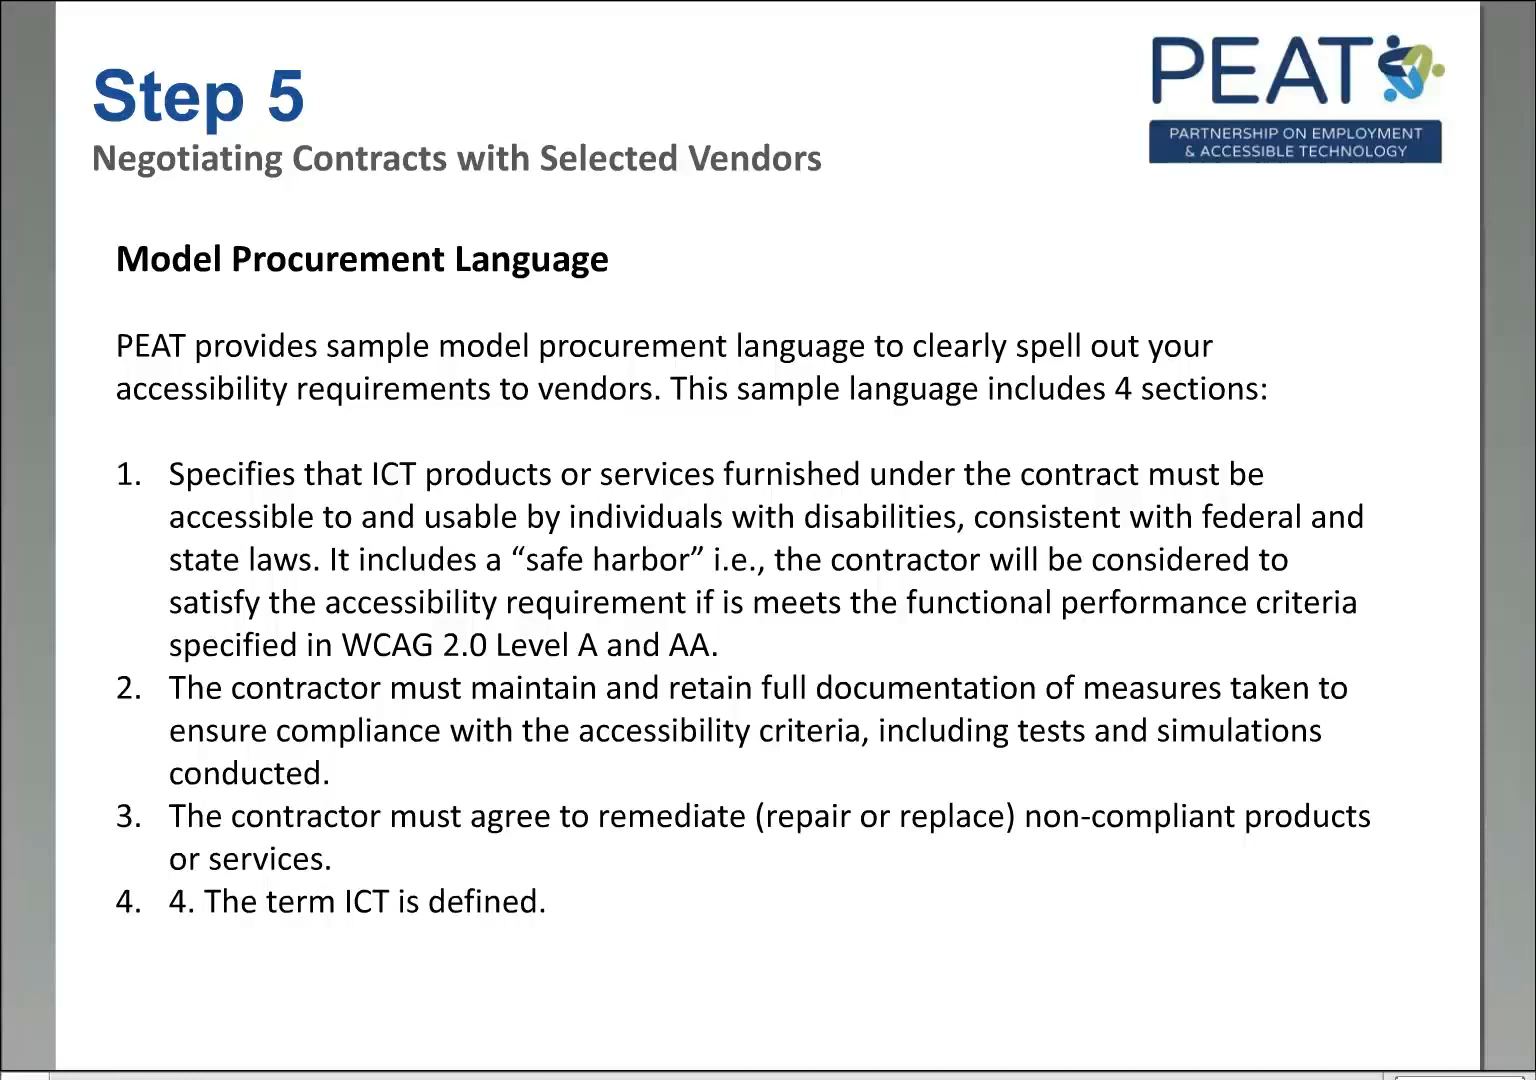 Step 5
Negotiating Contracts with Selected Vendors
PEAT
PARTNERSHIP ON EMPLOYMENT
& ACCESSIBLE TECHNOLOGY
Model Procurement Language
PEAT provides sample model procurement language to clearly spell out your
accessibility requirements to vendors. This sample language includes 4 sections:
1. Specifies that ICT products or services furnished under the contract must be
accessible to and usable by individuals with disabilities, consistent with federal and
state laws. It includes a “safe harbor” i.e., the contractor will be considered to
satisfy the accessibility requirement if is meets the functional performance criteria
specified in WCAG 2.0 Level A and AA.
2. The contractor must maintain and retain full documentation of measures taken to
ensure compliance with the accessibility criteria, including tests and simulations
conducted.
3. The contractor must agree to remediate (repair or replace) non-compliant products
or services.
4. 4. The term ICT is defined.